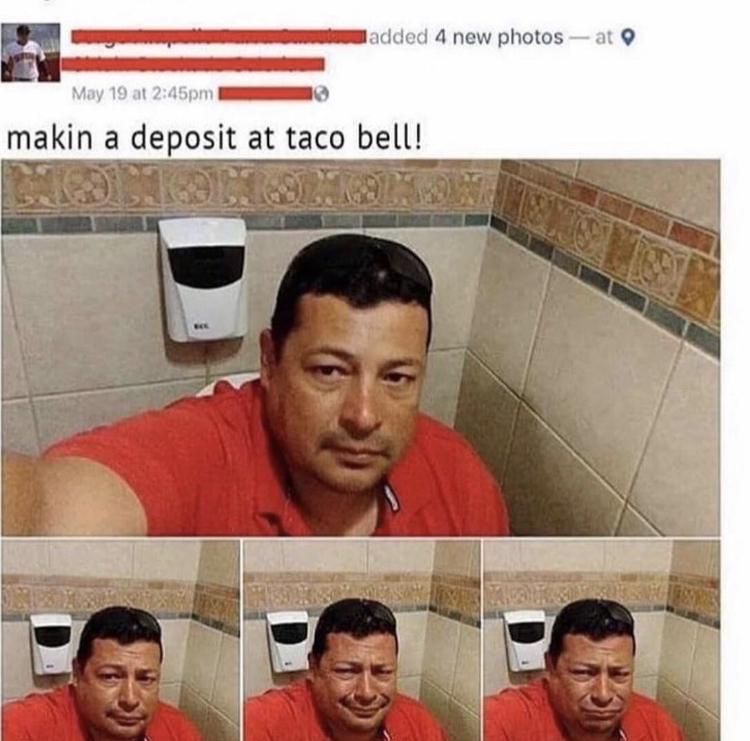 added 4 new photos — at
May 19 at 2:45pm
makin a deposit at taco bell!